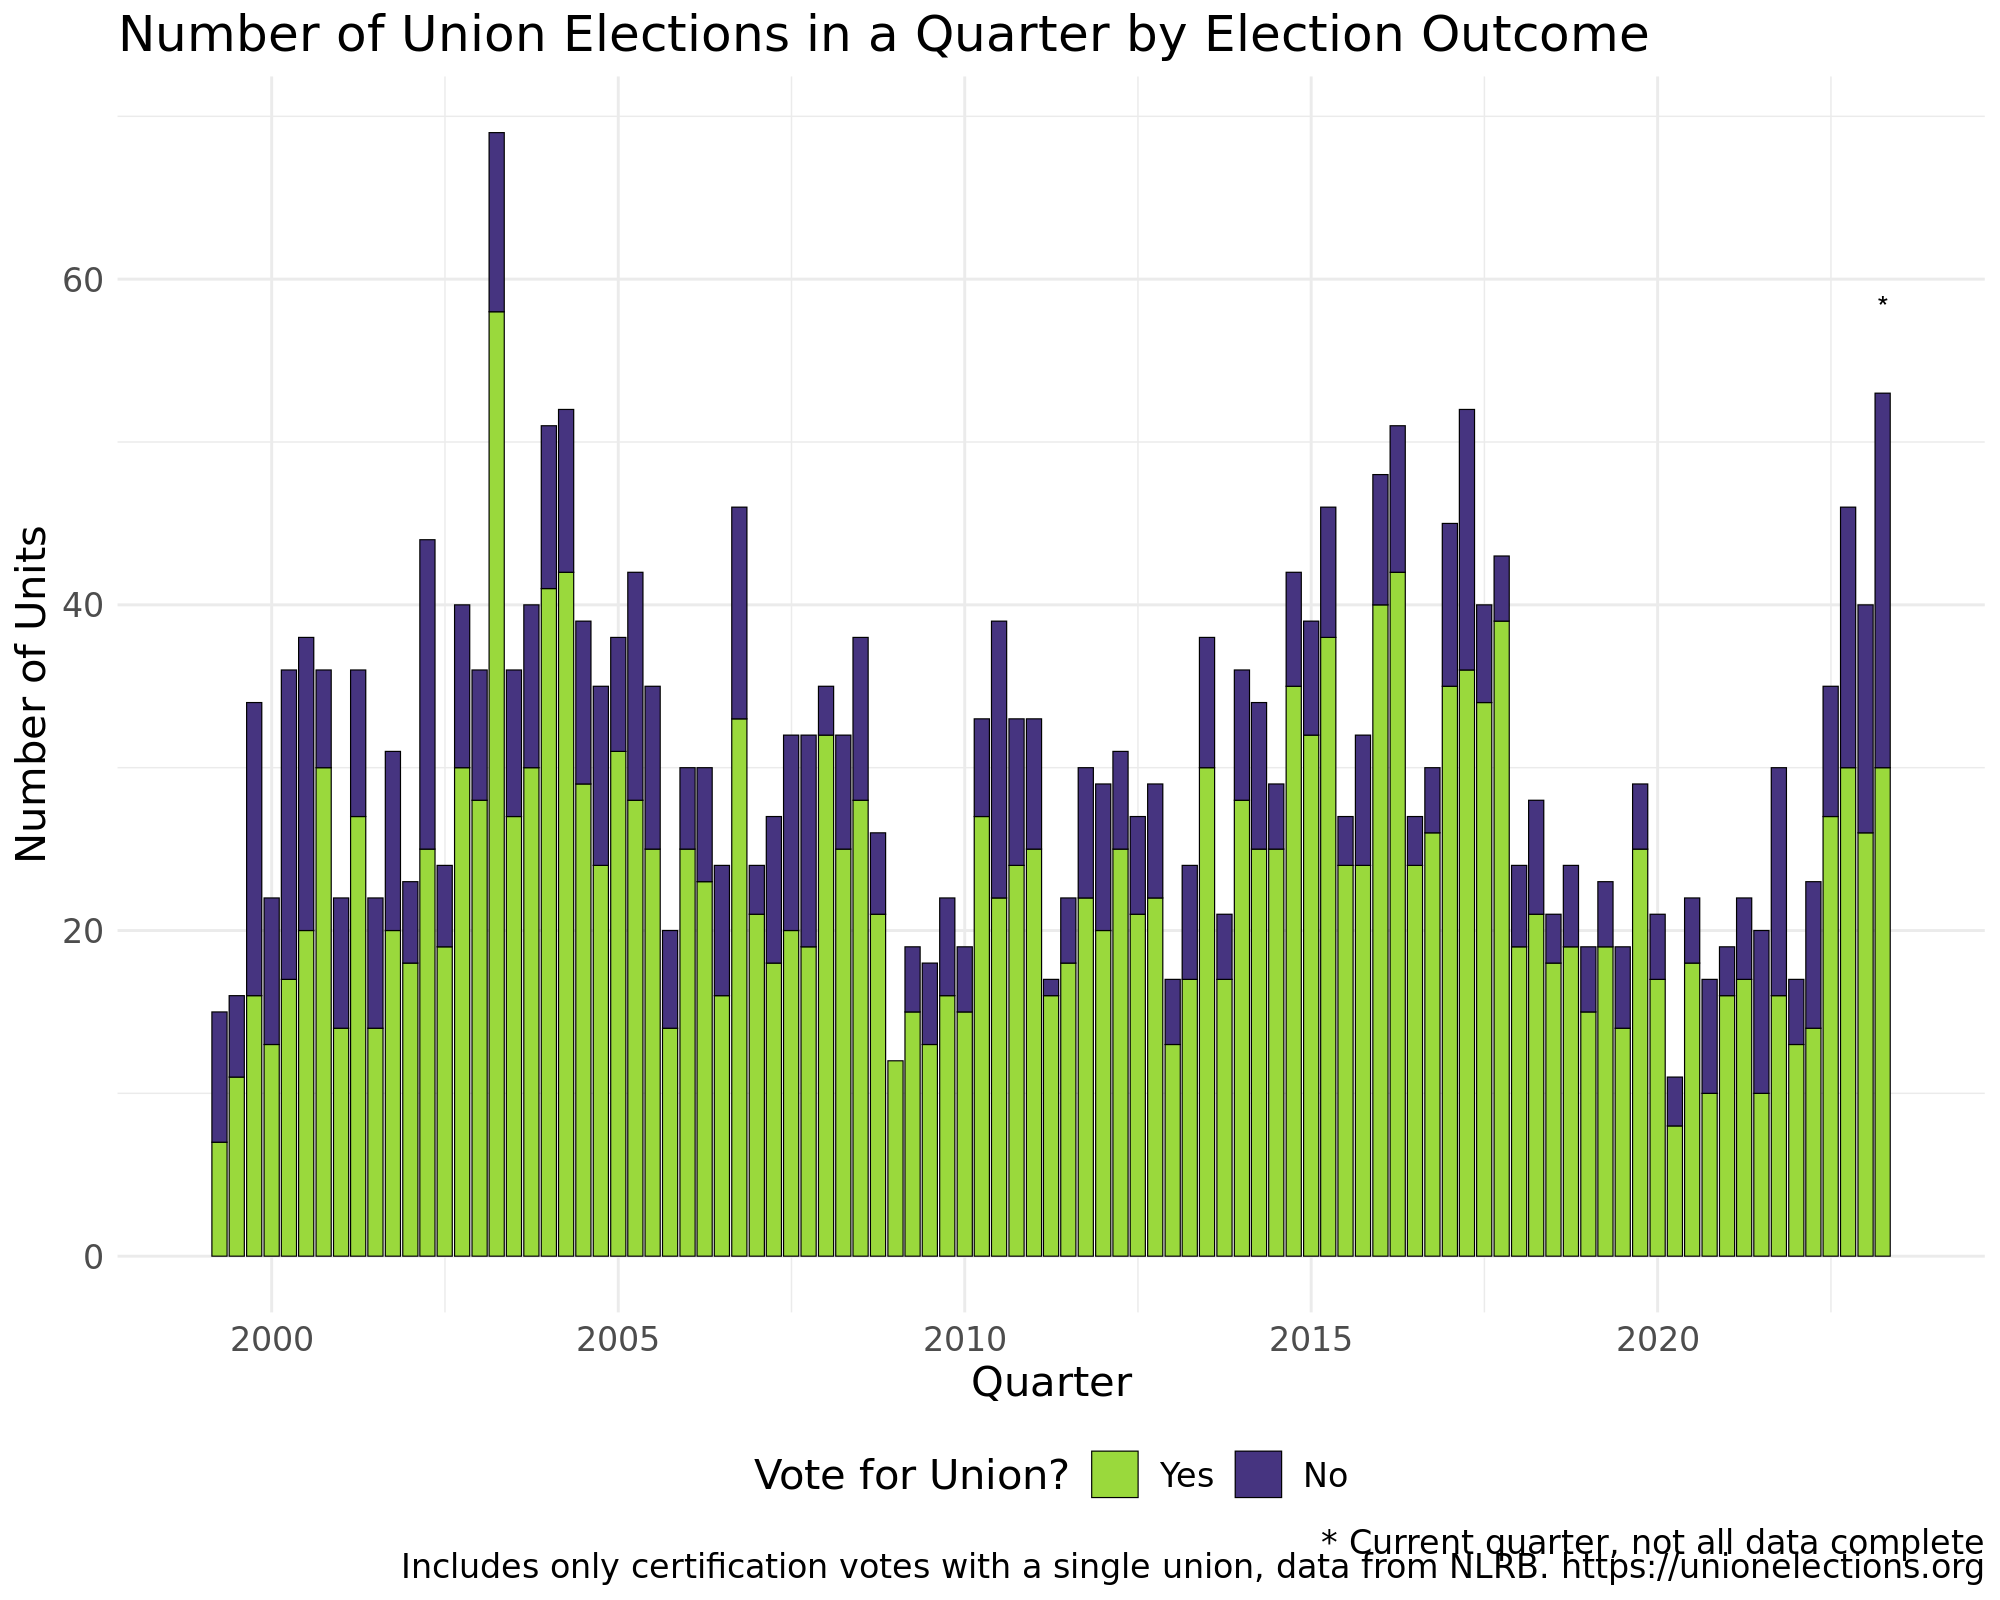 Number of Union Elections in a Quarter by Election Outcome
Number of Units
60
40
20
0
*
2000 2005 2010 2015 2020
Quarter
Vote for Union? Yes No
* Current quarter, not all data complete
Includes only certification votes with a single union, data from NLRB. https://unionelections.org